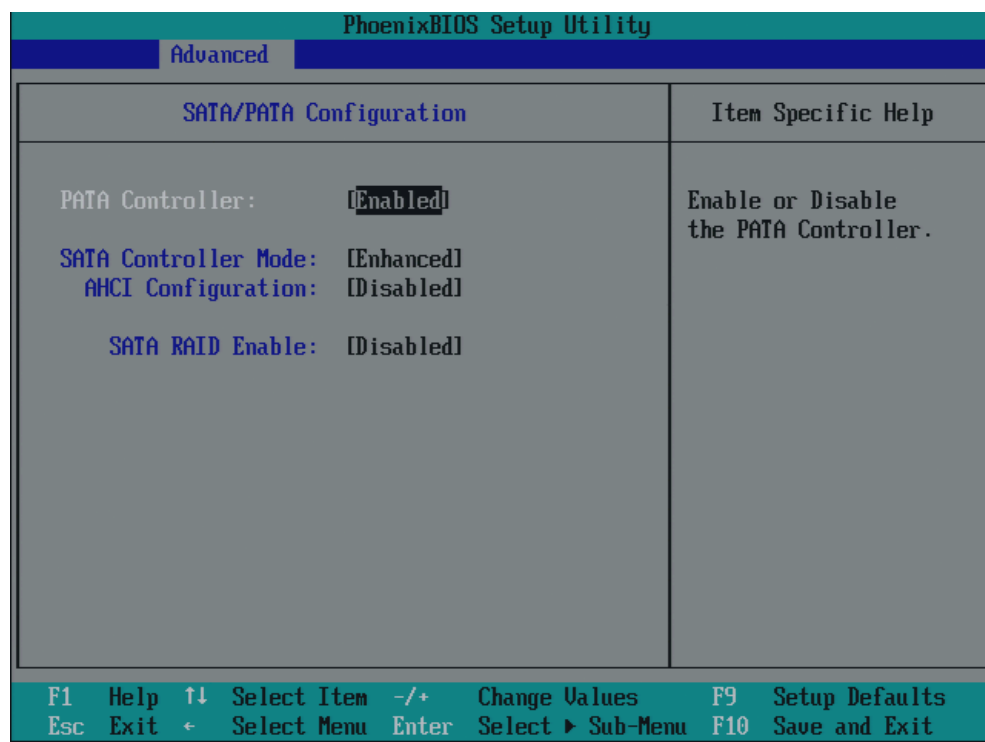 PhoenixBIOS Setup Utility
Advanced
SATA/PATA Configuration
Item Specific Help
PATA Controller: [Enabled]
SATA Controller Mode: [Enhanced]
AHCI Configuration: [Disabled]
SATA RAID Enable: [Disabled]
Enable or Disable
the PATA Controller.
F1 Help ↑↓ Select Item -/+ Change Values F9 Setup Defaults
Esc Exit ← Select Menu Enter Select ▶ Sub-Menu F10 Save and Exit